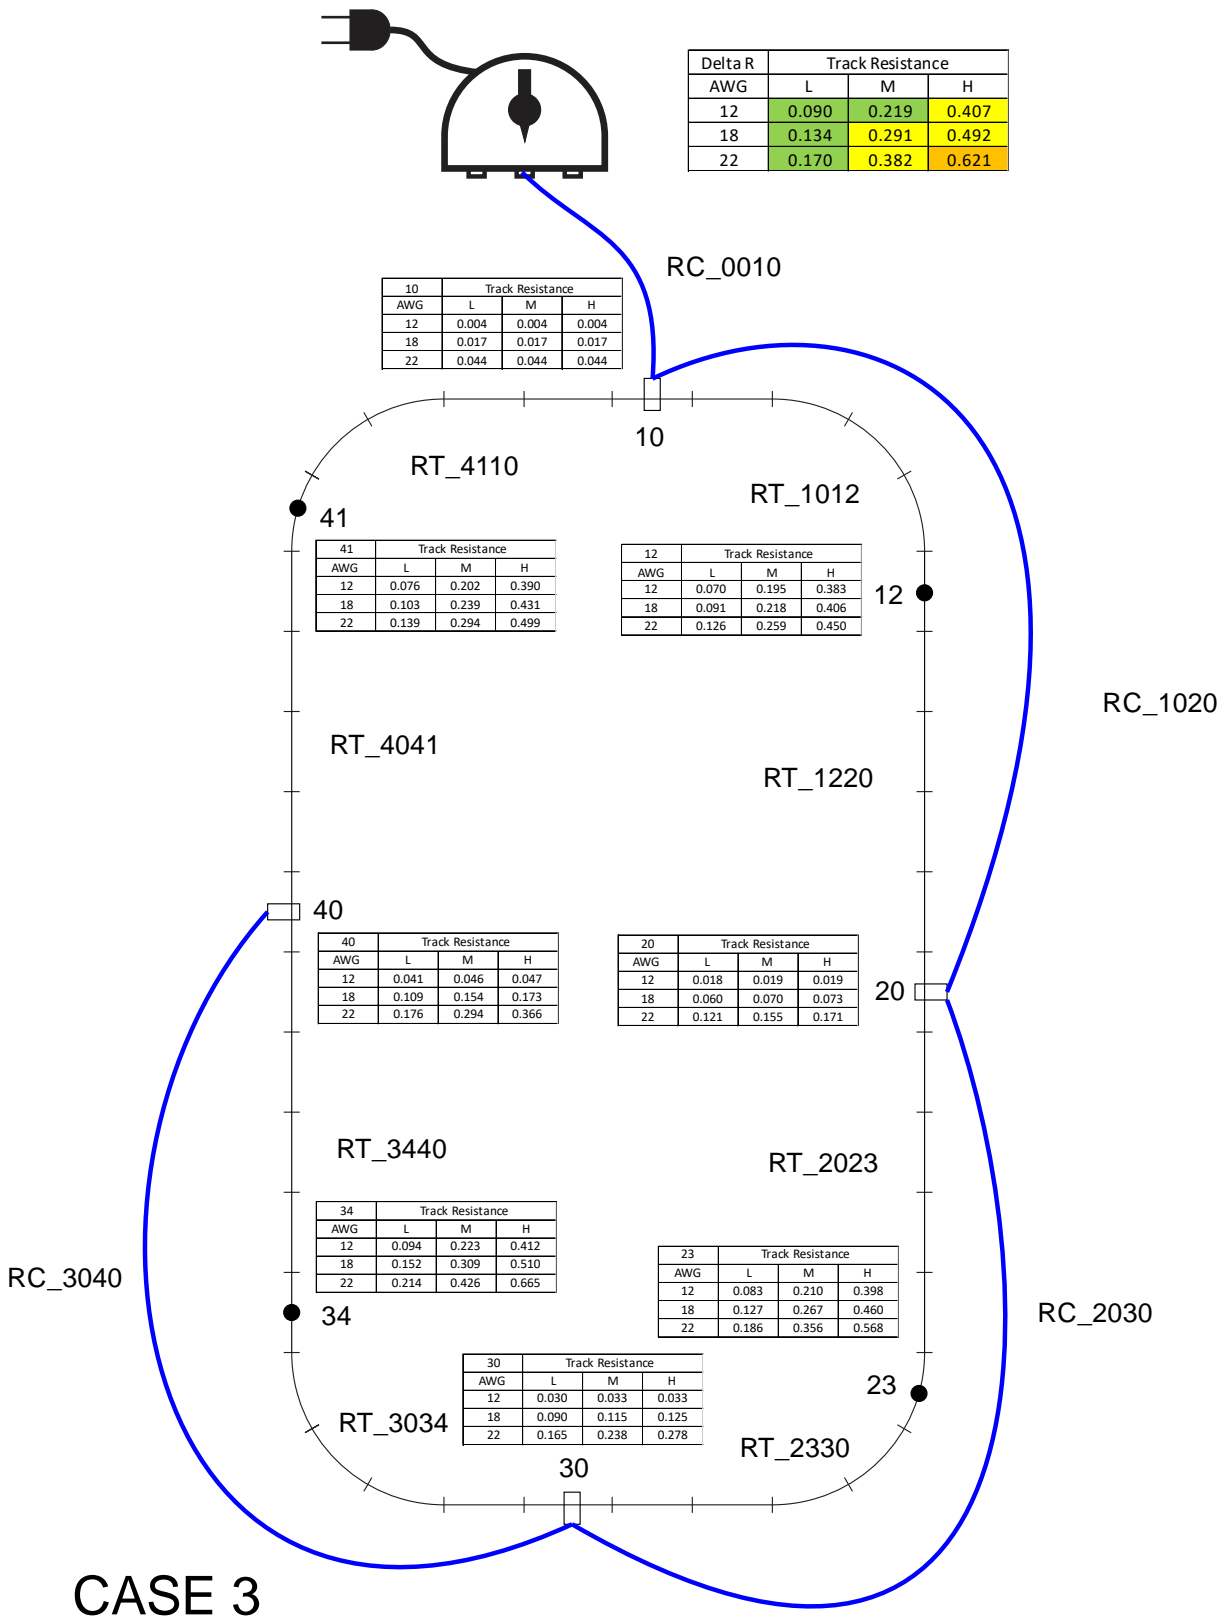 Delta R Track Resistance
AWG L M H
12 0.090 0.219 0.407
18 0.134 0.291 0.492
22 0.170 0.382 0.621
RC_0010
10 Track Resistance
AWG L M H
12 0.004 0.004 0.004
18 0.017 0.017 0.017
22 0.044 0.044 0.044
10
RT_4110
RT_1012
41
41 Track Resistance
AWG L M H
12 0.076 0.202 0.390
18 0.103 0.239 0.431
22 0.139 0.294 0.499
12 Track Resistance
AWG L M H
12 0.070 0.195 0.383
18 0.091 0.218 0.406
22 0.126 0.259 0.450
12
RC_1020
RT_4041
RT_1220
40
40 Track Resistance
AWG L M H
12 0.041 0.046 0.047
18 0.109 0.154 0.173
22 0.176 0.294 0.366
20 Track Resistance
AWG L M H
12 0.018 0.019 0.019
18 0.060 0.070 0.073
22 0.121 0.155 0.171
20
RT_3440
RT_2023
34 Track Resistance
AWG L M H
12 0.094 0.223 0.412
18 0.152 0.309 0.510
22 0.214 0.426 0.665
23 Track Resistance
AWG L M H
12 0.083 0.210 0.398
18 0.127 0.267 0.460
22 0.186 0.356 0.568
RC_3040
34
RC_2030
30 Track Resistance
AWG L M H
12 0.030 0.033 0.033
18 0.090 0.115 0.125
22 0.165 0.238 0.278
23
RT_3034
RT_2330
30
CASE 3